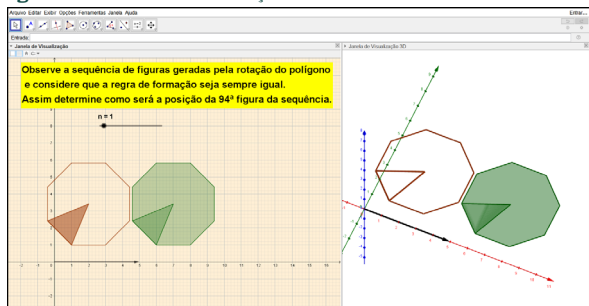 Arquivo Editar Exibir Opções Ferramentas Janela Ajuda
Entrar...
Entrada:
Janela de Visualização
Janela de Visualização 3D
Observe a sequência de figuras geradas pela rotação do polígono
e considere que a regra de formação seja sempre igual.
Assim determine como será a posição da 94ª figura da sequência.
n = 1